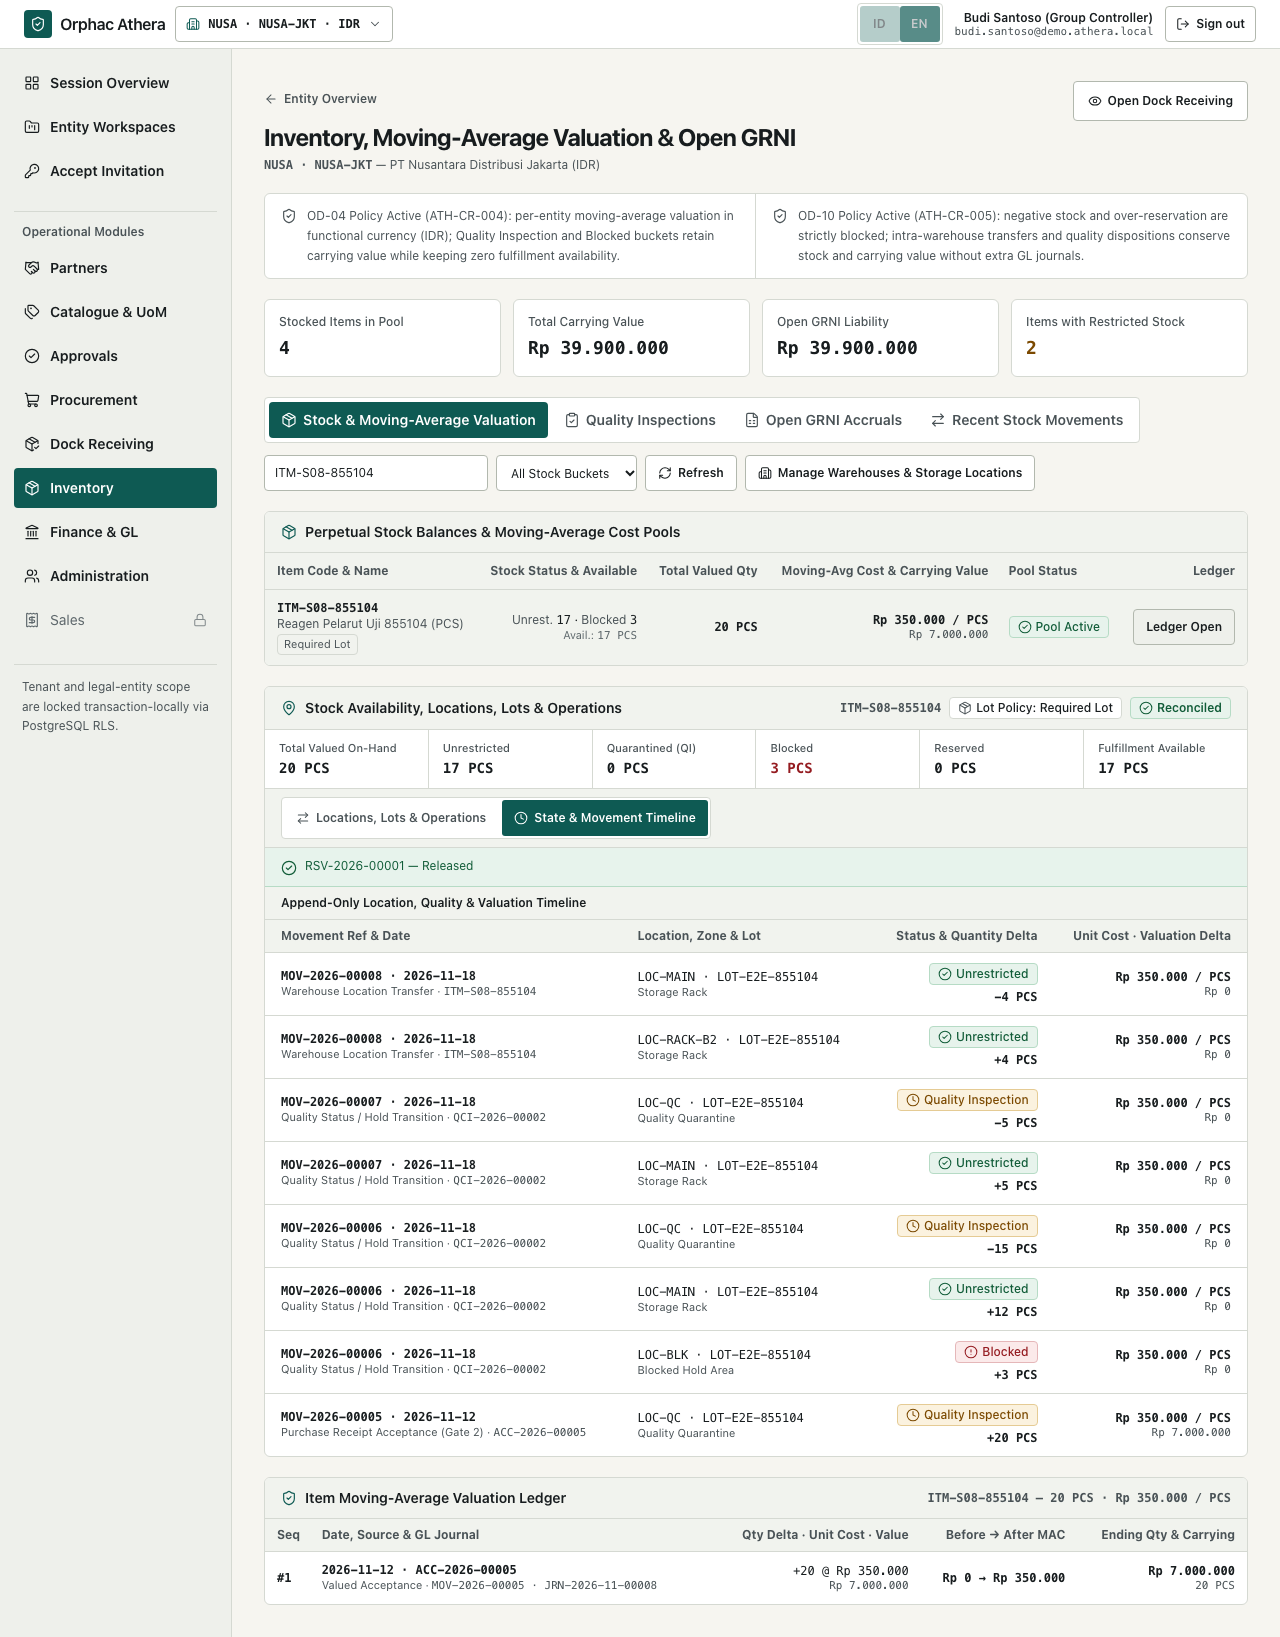 Orphac Athera
NUSA · NUSA-JKT · IDR
ID
EN
Budi Santoso (Group Controller)
budi.santoso@demo.athera.local
Sign out
Session Overview
Entity Workspaces
Accept Invitation
Operational Modules
Partners
Catalogue & UoM
Approvals
Procurement
Dock Receiving
Inventory
Finance & GL
Administration
Sales
Tenant and legal-entity scope
are locked transaction-locally via
PostgreSQL RLS.
Entity Overview
Open Dock Receiving
Inventory, Moving-Average Valuation & Open GRNI
NUSA · NUSA-JKT — PT Nusantara Distribusi Jakarta (IDR)
OD-04 Policy Active (ATH-CR-004): per-entity moving-average valuation in
functional currency (IDR); Quality Inspection and Blocked buckets retain
carrying value while keeping zero fulfillment availability.
OD-10 Policy Active (ATH-CR-005): negative stock and over-reservation are
strictly blocked; intra-warehouse transfers and quality dispositions conserve
stock and carrying value without extra GL journals.
Stocked Items in Pool
4
Total Carrying Value
Rp 39.900.000
Open GRNI Liability
Rp 39.900.000
Items with Restricted Stock
2
Stock & Moving-Average Valuation
Quality Inspections
Open GRNI Accruals
Recent Stock Movements
ITM-S08-855104
All Stock Buckets
Refresh
Manage Warehouses & Storage Locations
Perpetual Stock Balances & Moving-Average Cost Pools
Item Code & Name Stock Status & Available Total Valued Qty Moving-Avg Cost & Carrying Value Pool Status Ledger
ITM-S08-855104
Reagen Pelarut Uji 855104 (PCS)
Required Lot
Unrest. 17 · Blocked 3
Avail.: 17 PCS
20 PCS
Rp 350.000 / PCS
Rp 7.000.000
Pool Active
Ledger Open
Stock Availability, Locations, Lots & Operations
ITM-S08-855104
Lot Policy: Required Lot
Reconciled
Total Valued On-Hand
20 PCS
Unrestricted
17 PCS
Quarantined (QI)
0 PCS
Blocked
3 PCS
Reserved
0 PCS
Fulfillment Available
17 PCS
Locations, Lots & Operations
State & Movement Timeline
RSV-2026-00001 — Released
Append-Only Location, Quality & Valuation Timeline
Movement Ref & Date Location, Zone & Lot Status & Quantity Delta Unit Cost · Valuation Delta
MOV-2026-00008 · 2026-11-18
Warehouse Location Transfer · ITM-S08-855104
LOC-MAIN · LOT-E2E-855104
Storage Rack
Unrestricted
-4 PCS
Rp 350.000 / PCS
Rp 0
MOV-2026-00008 · 2026-11-18
Warehouse Location Transfer · ITM-S08-855104
LOC-RACK-B2 · LOT-E2E-855104
Storage Rack
Unrestricted
+4 PCS
Rp 350.000 / PCS
Rp 0
MOV-2026-00007 · 2026-11-18
Quality Status / Hold Transition · QCI-2026-00002
LOC-QC · LOT-E2E-855104
Quality Quarantine
Quality Inspection
-5 PCS
Rp 350.000 / PCS
Rp 0
MOV-2026-00007 · 2026-11-18
Quality Status / Hold Transition · QCI-2026-00002
LOC-MAIN · LOT-E2E-855104
Storage Rack
Unrestricted
+5 PCS
Rp 350.000 / PCS
Rp 0
MOV-2026-00006 · 2026-11-18
Quality Status / Hold Transition · QCI-2026-00002
LOC-QC · LOT-E2E-855104
Quality Quarantine
Quality Inspection
-15 PCS
Rp 350.000 / PCS
Rp 0
MOV-2026-00006 · 2026-11-18
Quality Status / Hold Transition · QCI-2026-00002
LOC-MAIN · LOT-E2E-855104
Storage Rack
Unrestricted
+12 PCS
Rp 350.000 / PCS
Rp 0
MOV-2026-00006 · 2026-11-18
Quality Status / Hold Transition · QCI-2026-00002
LOC-BLK · LOT-E2E-855104
Blocked Hold Area
Blocked
+3 PCS
Rp 350.000 / PCS
Rp 0
MOV-2026-00005 · 2026-11-12
Purchase Receipt Acceptance (Gate 2) · ACC-2026-00005
LOC-QC · LOT-E2E-855104
Quality Quarantine
Quality Inspection
+20 PCS
Rp 350.000 / PCS
Rp 7.000.000
Item Moving-Average Valuation Ledger
ITM-S08-855104 — 20 PCS · Rp 350.000 / PCS
Seq Date, Source & GL Journal Qty Delta · Unit Cost · Value Before → After MAC Ending Qty & Carrying
#1
2026-11-12 · ACC-2026-00005
Valued Acceptance · MOV-2026-00005 · JRN-2026-11-00008
+20 @ Rp 350.000
Rp 7.000.000
Rp 0 → Rp 350.000
Rp 7.000.000
20 PCS